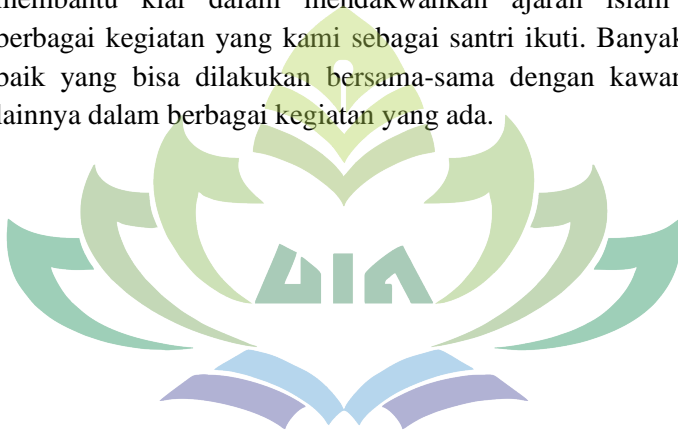 membantu kiai dalam mendakwahkan ajaran Islam
berbagai kegiatan yang kami sebagai santri ikuti. Banyak
baik yang bisa dilakukan bersama-sama dengan kawan
lainnya dalam berbagai kegiatan yang ada.